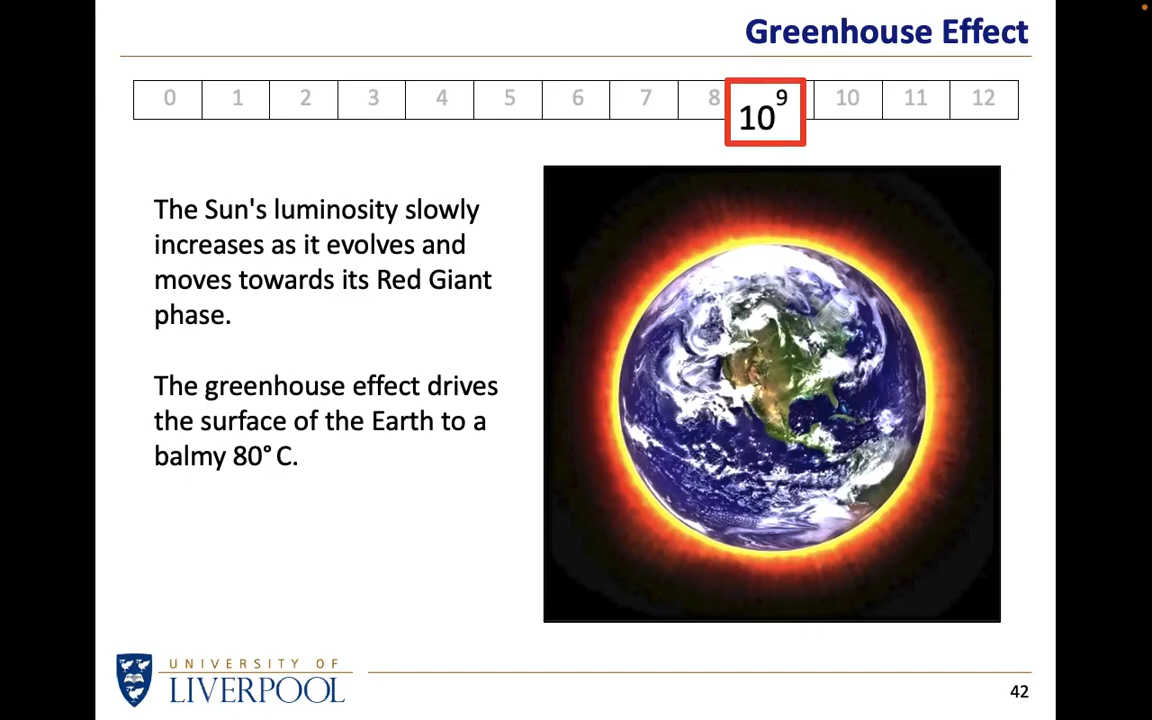 Greenhouse Effect
0 1 2 3 4 5 6 7 8 10⁹ 10 11 12
The Sun's luminosity slowly
increases as it evolves and
moves towards its Red Giant
phase.
The greenhouse effect drives
the surface of the Earth to a
balmy 80° C.
UNIVERSITY OF
LIVERPOOL
42